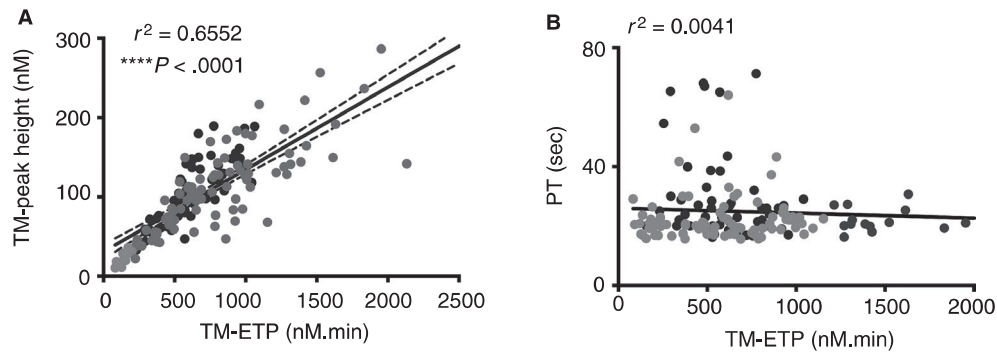 A
r² = 0.6552
****P < .0001
TM-peak height (nM)
300
200
100
0
0 500 1000 1500 2000 2500
TM-ETP (nM.min)
B
r² = 0.0041
PT (sec)
80
40
0
0 500 1000 1500 2000
TM-ETP (nM.min)